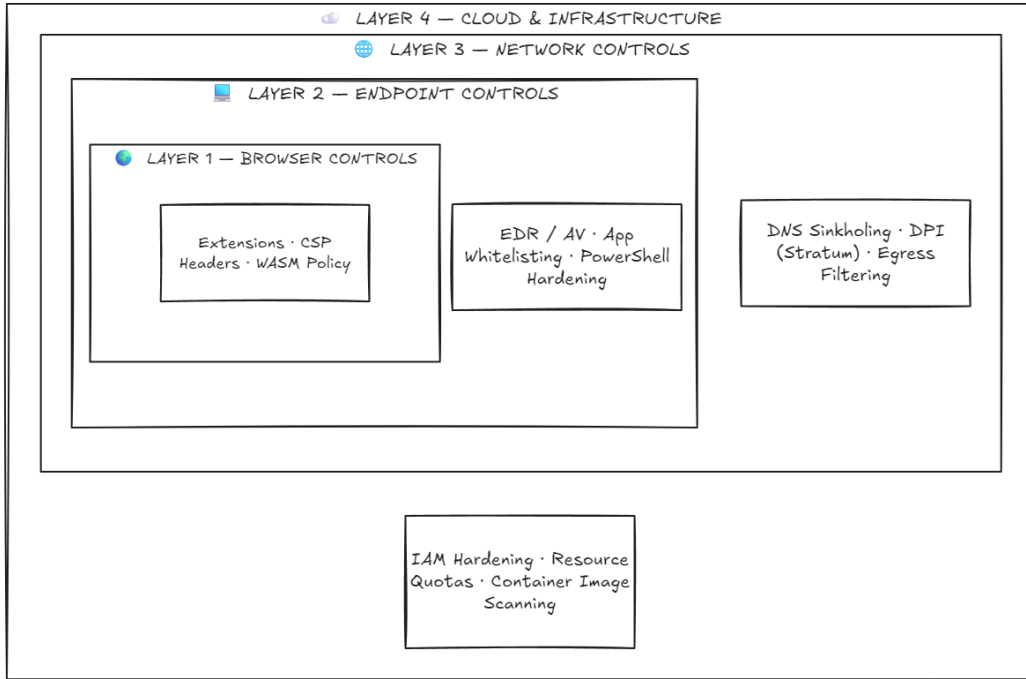 LAYER 4 — CLOUD & INFRASTRUCTURE
LAYER 3 — NETWORK CONTROLS
LAYER 2 — ENDPOINT CONTROLS
LAYER 1 — BROWSER CONTROLS
Extensions · CSP
Headers · WASM Policy
EDR / AV · App
Whitelisting · PowerShell
Hardening
DNS Sinkholing · DPI
(Stratum) · Egress
Filtering
IAM Hardening · Resource
Quotas · Container Image
Scanning